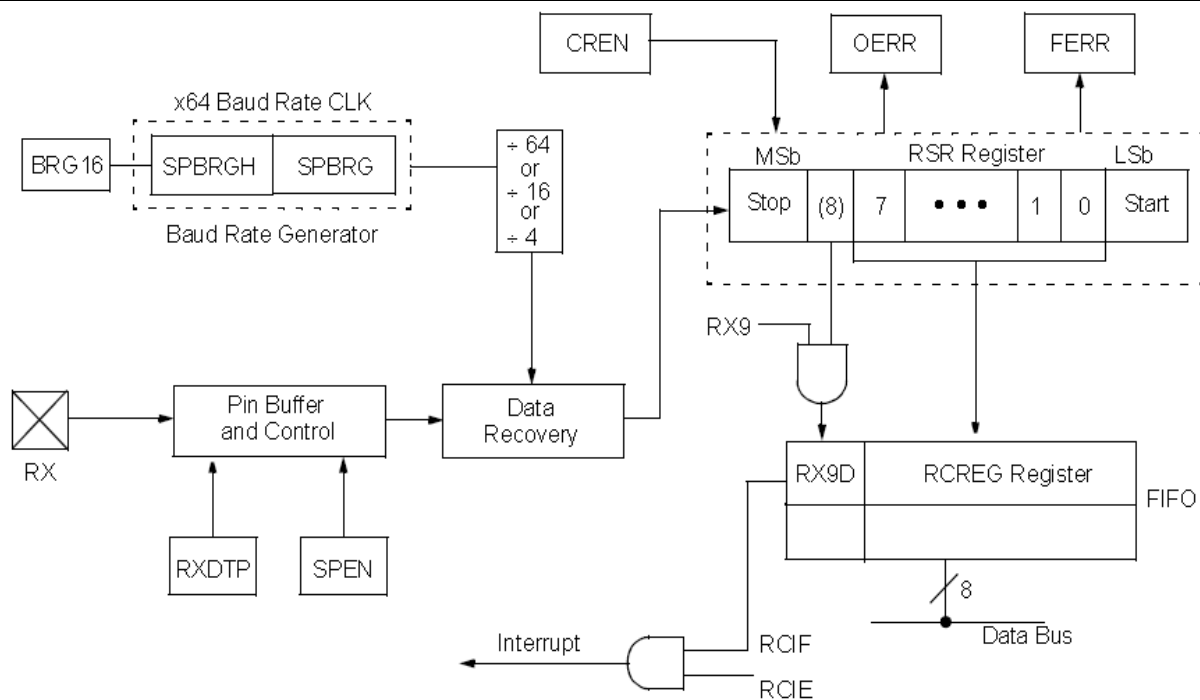 CREN
OERR
FERR
x64 Baud Rate CLK
BRG16
SPBRGH
SPBRG
Baud Rate Generator
÷ 64
or
÷ 16
or
÷ 4
MSb
RSR Register
LSb
Stop
(8)
7
• • •
1
0
Start
RX9
RX
Pin Buffer
and Control
Data
Recovery
RXDTP
SPEN
RX9D
RCREG Register
FIFO
8
Data Bus
Interrupt
RCIF
RCIE